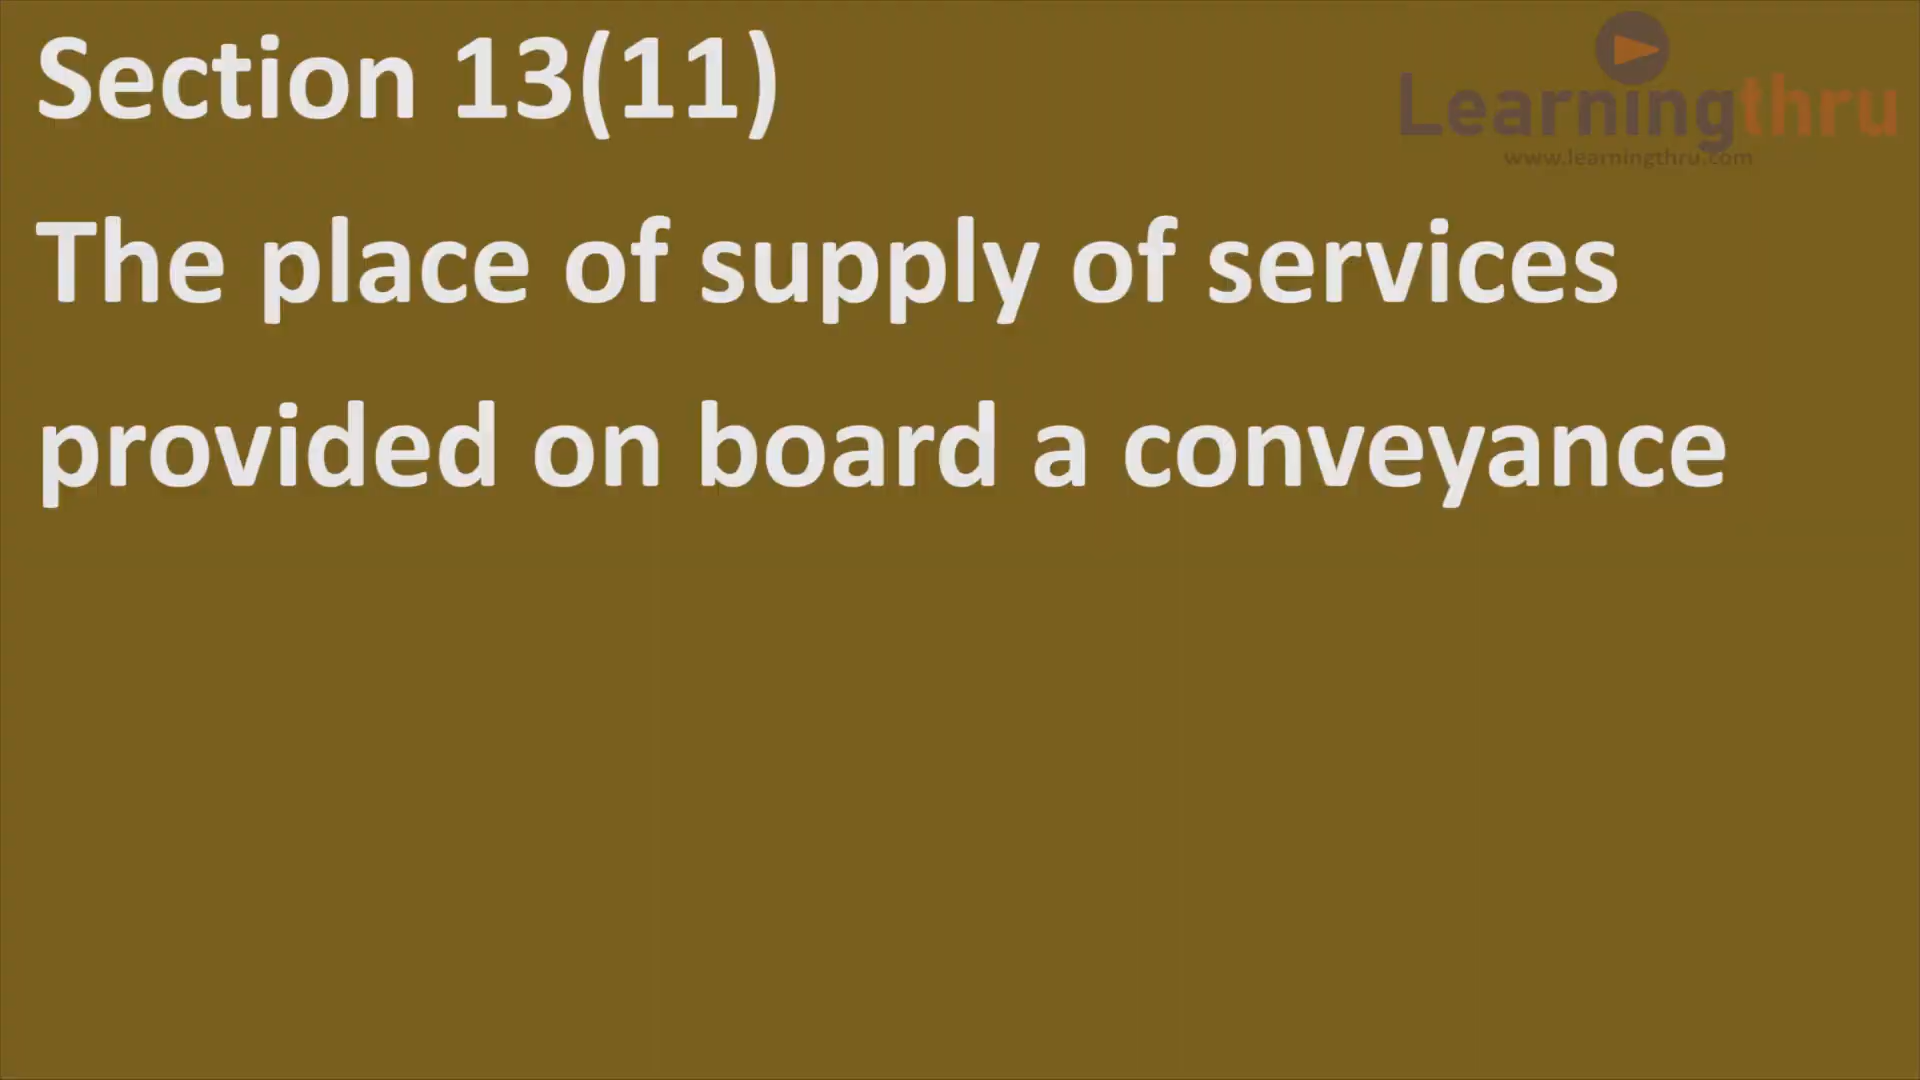 Section 13(11)
Learningthru
www.learningthru.com
The place of supply of services
provided on board a conveyance